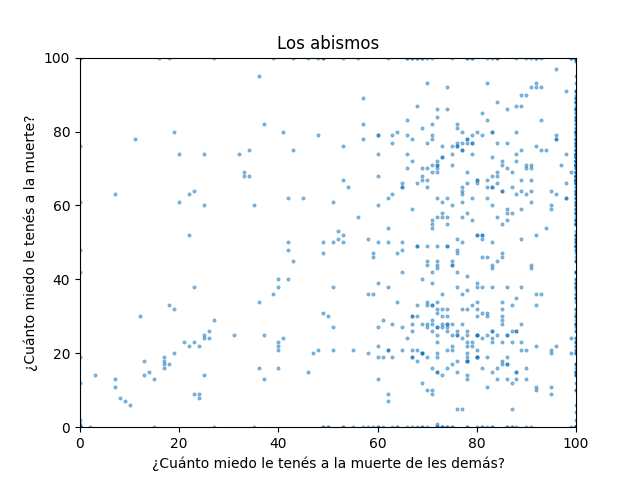 Los abismos
100
80
60
40
20
0
¿Cuánto miedo le tenés a la muerte?
0 20 40 60 80 100
¿Cuánto miedo le tenés a la muerte de les demás?